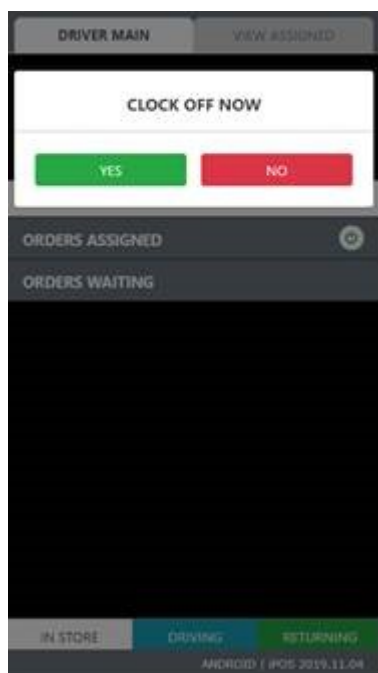 DRIVER MAIN VIEW ASSIGNED
CLOCK OFF NOW
YES NO
ORDERS ASSIGNED
ORDERS WAITING
IN STORE DRIVING RETURNING
ANDROID | iPOS 2019.11.04